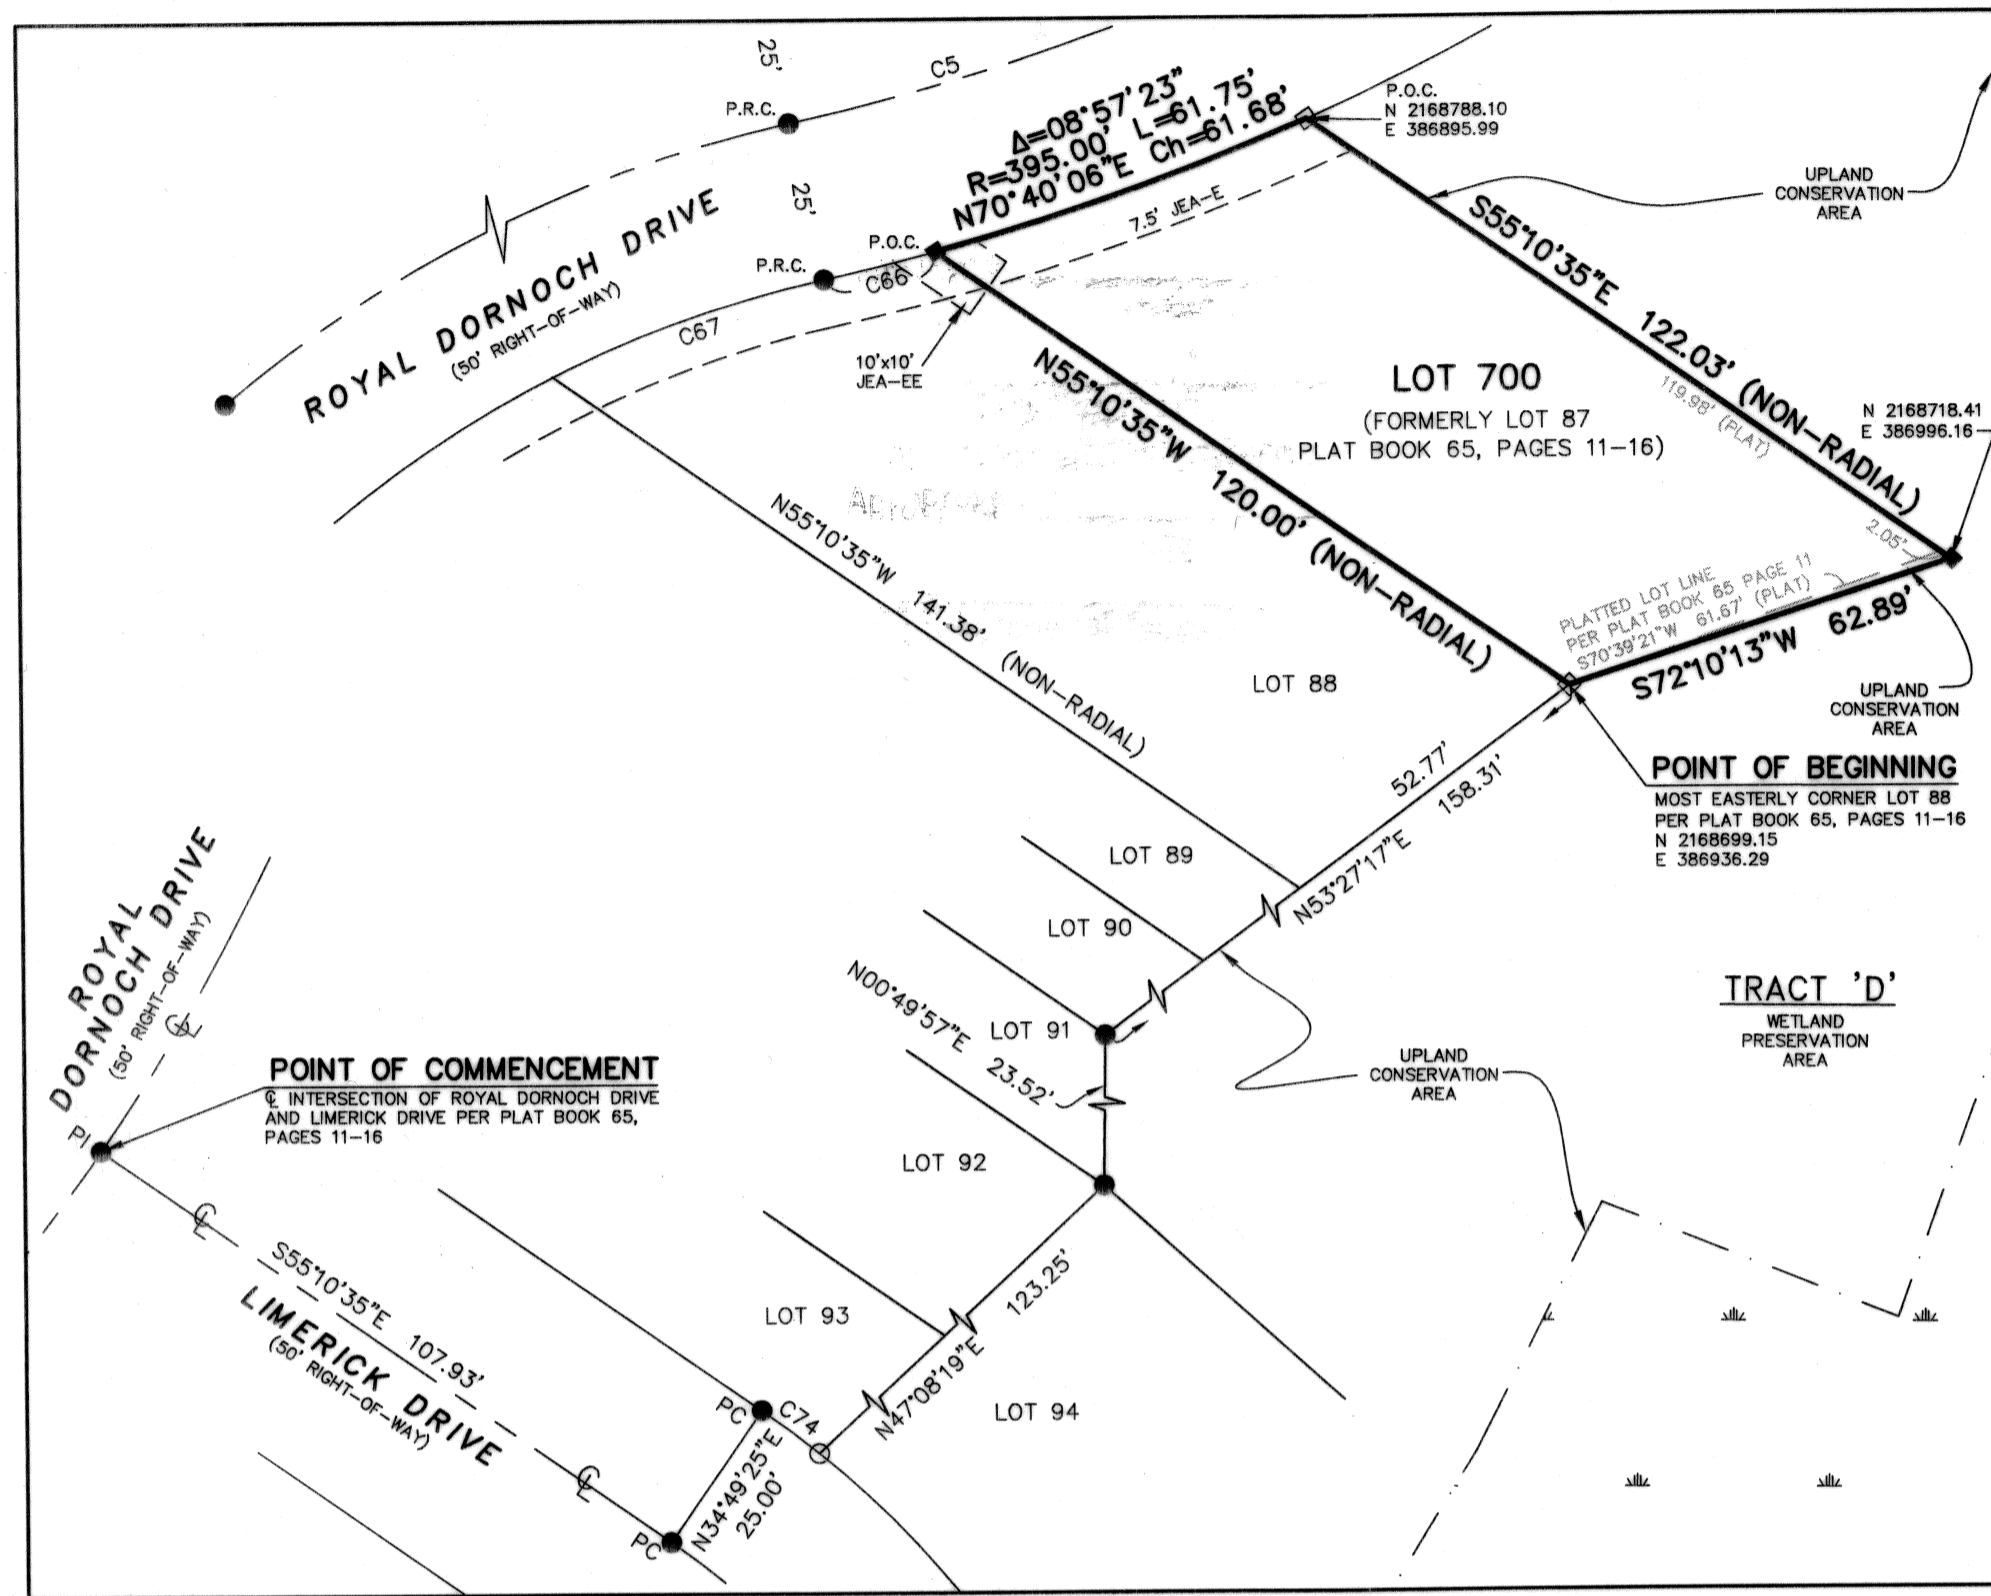 25'
C5
P.R.C.
Δ=08°57'23"
R=395.00' L=61.75'
N70°40'06"E Ch=61.68'
P.O.C.
N 2168788.10
E 386895.99
UPLAND
CONSERVATION
AREA
25'
ROYAL DORNOCH DRIVE
(50' RIGHT-OF-WAY)
P.O.C.
P.R.C.
C66
C67
7.5' JEA-E
10'x10'
JEA-EE
S55°10'35"E 122.03' (NON-RADIAL)
119.98' (PLAT)
N55°10'35"W 120.00' (NON-RADIAL)
LOT 700
(FORMERLY LOT 87
PLAT BOOK 65, PAGES 11-16)
N 2168718.41
E 386996.16
2.05'
PLATTED LOT LINE
PER PLAT BOOK 65 PAGE 11
S70°39'21"W 61.67' (PLAT)
S72°10'13"W 62.89'
UPLAND
CONSERVATION
AREA
N55°10'35"W 141.38' (NON-RADIAL)
LOT 88
POINT OF BEGINNING
MOST EASTERLY CORNER LOT 88
PER PLAT BOOK 65, PAGES 11-16
N 2168699.15
E 386936.29
52.77'
158.31'
N53°27'17"E
LOT 89
LOT 90
LOT 91
N00°49'57"E 23.52'
TRACT 'D'
WETLAND
PRESERVATION
AREA
UPLAND
CONSERVATION
AREA
ROYAL
DORNOCH DRIVE
(50' RIGHT-OF-WAY)
℄
POINT OF COMMENCEMENT
℄ INTERSECTION OF ROYAL DORNOCH DRIVE
AND LIMERICK DRIVE PER PLAT BOOK 65,
PAGES 11-16
PI
℄
S55°10'35"E 107.93'
LIMERICK DRIVE
(50' RIGHT-OF-WAY)
℄
LOT 92
LOT 93
LOT 94
N47°08'19"E 123.25'
PC
C74
N34°49'25"E
25.00'
PC